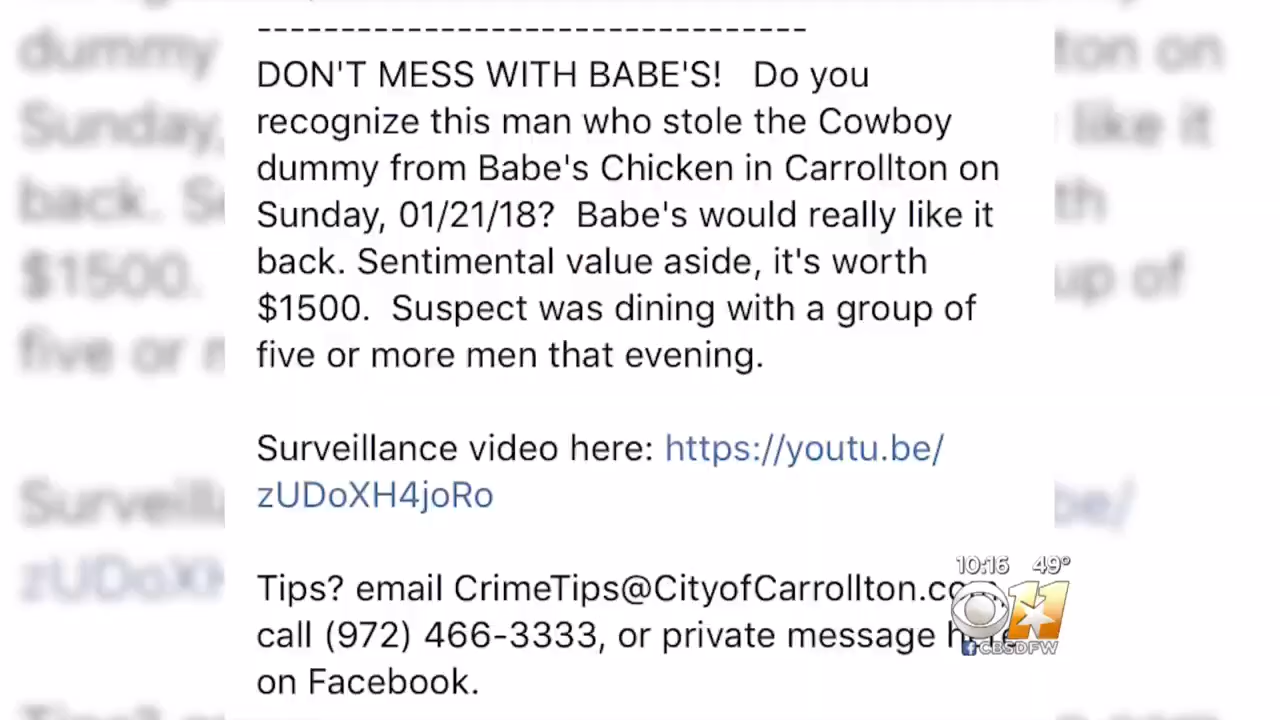 --------------------------------
DON'T MESS WITH BABE'S! Do you
recognize this man who stole the Cowboy
dummy from Babe's Chicken in Carrollton on
Sunday, 01/21/18? Babe's would really like it
back. Sentimental value aside, it's worth
$1500. Suspect was dining with a group of
five or more men that evening.
Surveillance video here: https://youtu.be/
zUDoXH4joRo
Tips? email CrimeTips@CityofCarrollton.com,
call (972) 466-3333, or private message here
on Facebook.
10:16 49°
11
CBSDFW